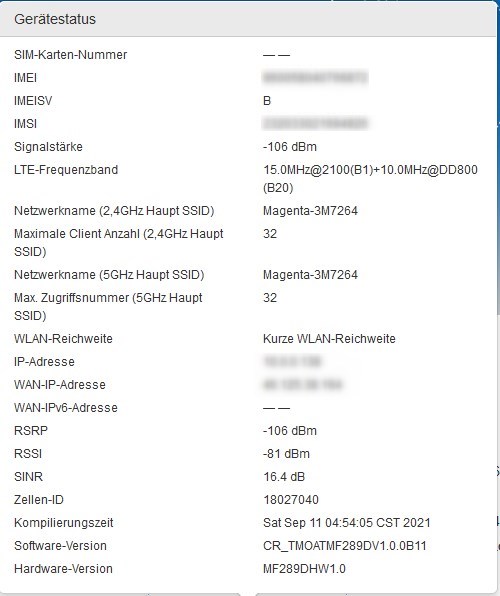 Gerätestatus
SIM-Karten-Nummer — —
IMEI
IMEISV B
IMSI
Signalstärke -106 dBm
LTE-Frequenzband 15.0MHz@2100(B1)+10.0MHz@DD800
(B20)
Netzwerkname (2,4GHz Haupt SSID) Magenta-3M7264
Maximale Client Anzahl (2,4GHz Haupt 32
SSID)
Netzwerkname (5GHz Haupt SSID) Magenta-3M7264
Max. Zugriffsnummer (5GHz Haupt 32
SSID)
WLAN-Reichweite Kurze WLAN-Reichweite
IP-Adresse
WAN-IP-Adresse
WAN-IPv6-Adresse — —
RSRP -106 dBm
RSSI -81 dBm
SINR 16.4 dB
Zellen-ID 18027040
Kompilierungszeit Sat Sep 11 04:54:05 CST 2021
Software-Version CR_TMOATMF289DV1.0.0B11
Hardware-Version MF289DHW1.0